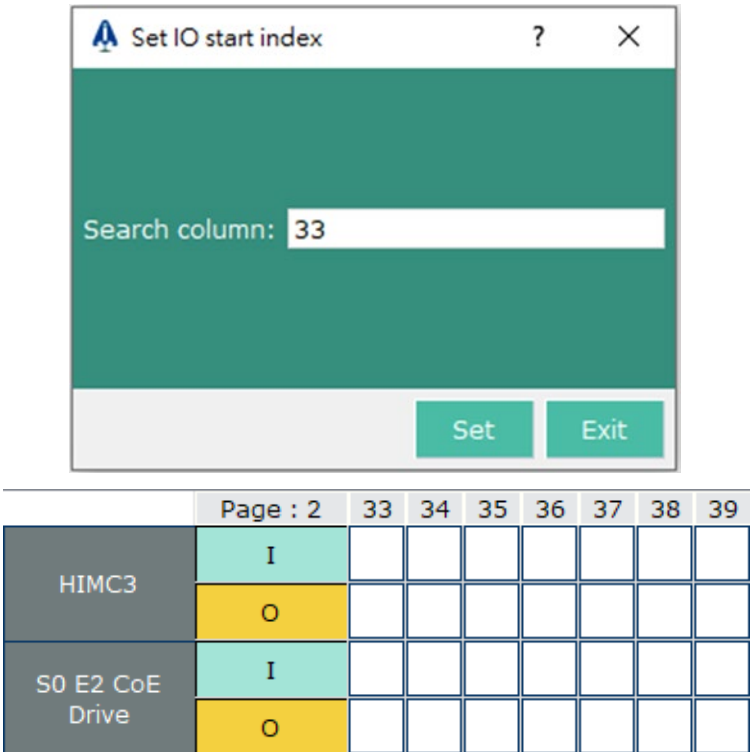 Set IO start index ? ×
Search column: 33
Set Exit
Page : 2 33 34 35 36 37 38 39
HIMC3
I
O
S0 E2 CoE
Drive
I
O